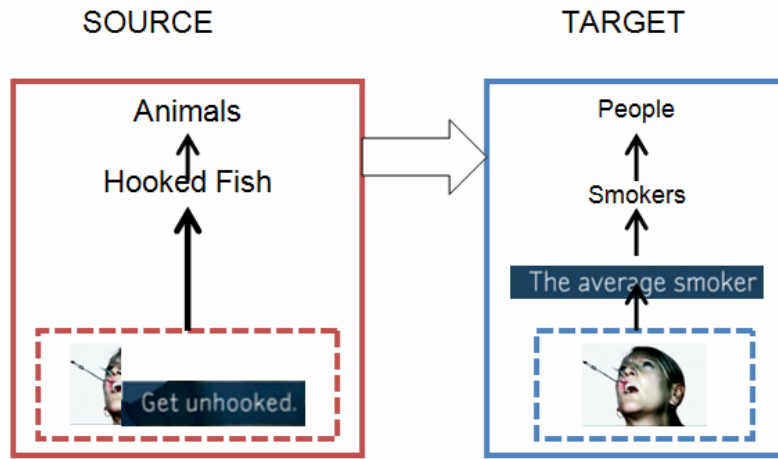 SOURCE
TARGET
Animals
Hooked Fish
Get unhooked.
People
Smokers
The average smoker